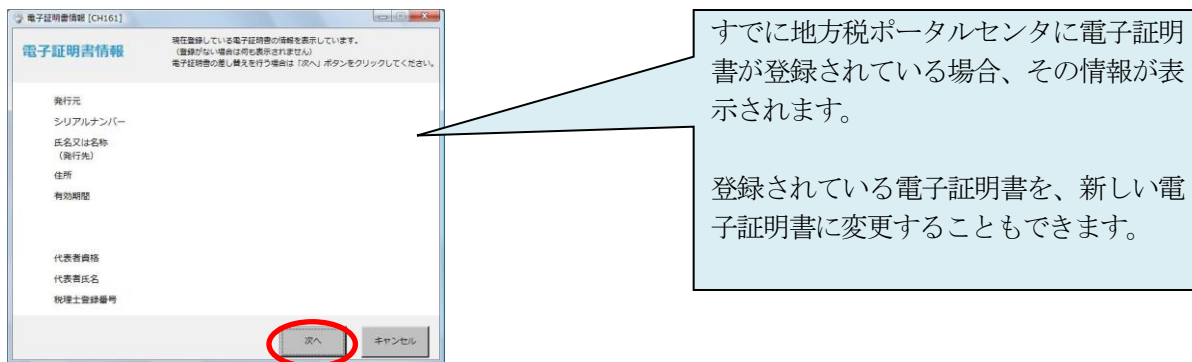 電子証明書情報 [CH161]
電子証明書情報
現在登録している電子証明書の情報を表示しています。
（登録がない場合は何も表示されません）
電子証明書の差し替えを行う場合は「次へ」ボタンをクリックしてください。
発行元
シリアルナンバー
氏名又は名称
（発行先）
住所
有効期間
代表者資格
代表者氏名
税理士登録番号
次へ
キャンセル
すでに地方税ポータルセンタに電子証明
書が登録されている場合、その情報が表
示されます。
登録されている電子証明書を、新しい電
子証明書に変更することもできます。